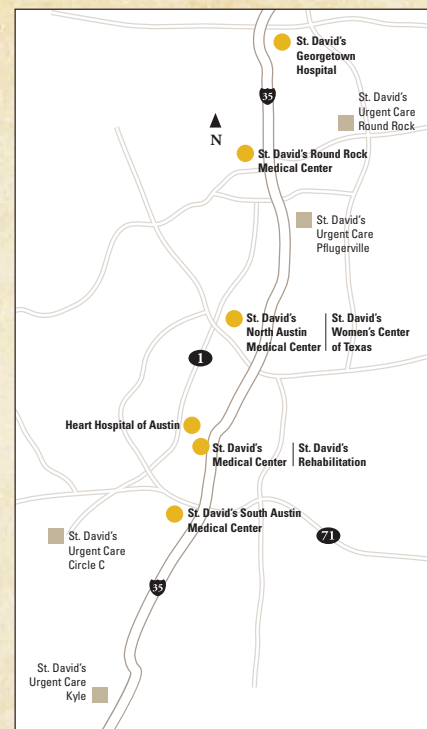 St. David's
Georgetown
Hospital
35
St. David's
Urgent Care
Round Rock
N
St. David's Round Rock
Medical Center
St. David's
Urgent Care
Pflugerville
St. David's
North Austin
Medical Center
St. David's
Women's Center
of Texas
1
Heart Hospital of Austin
St. David's
Medical Center
St. David's
Rehabilitation
St. David's South Austin
Medical Center
St. David's
Urgent Care
Circle C
71
35
St. David's
Urgent Care
Kyle